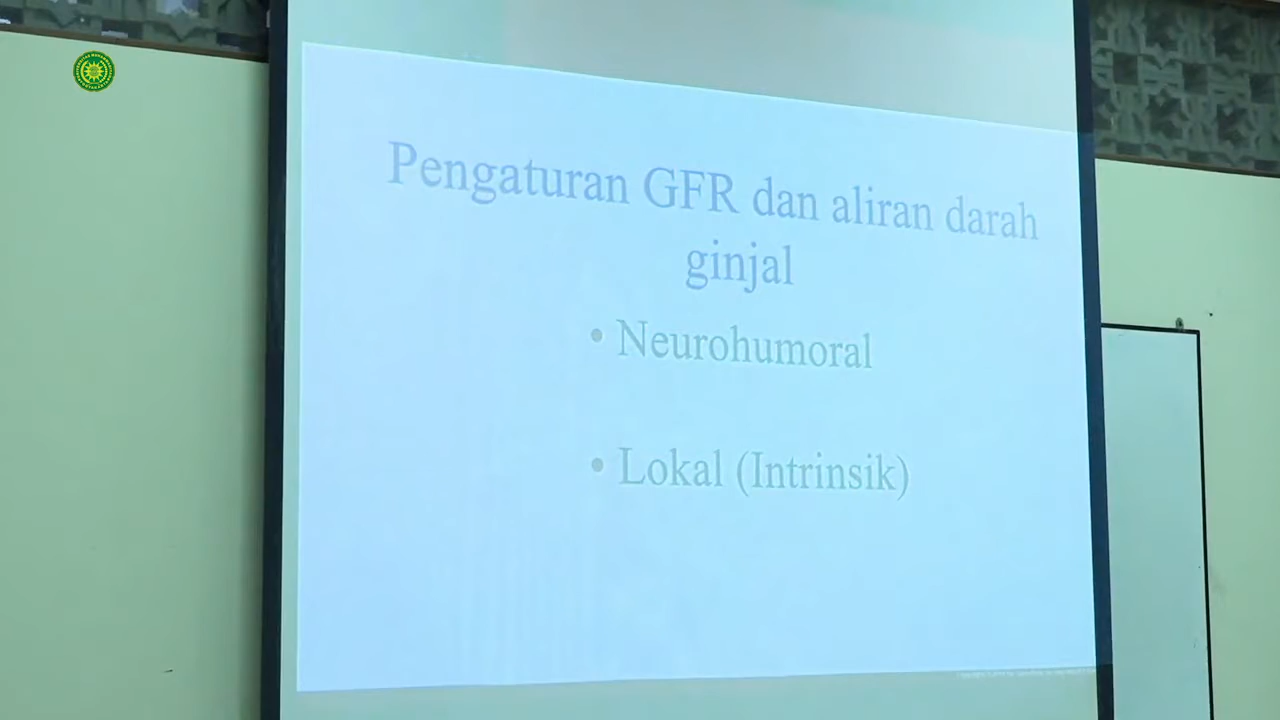 Pengaturan GFR dan aliran darah
ginjal
• Neurohumoral
• Lokal (Intrinsik)